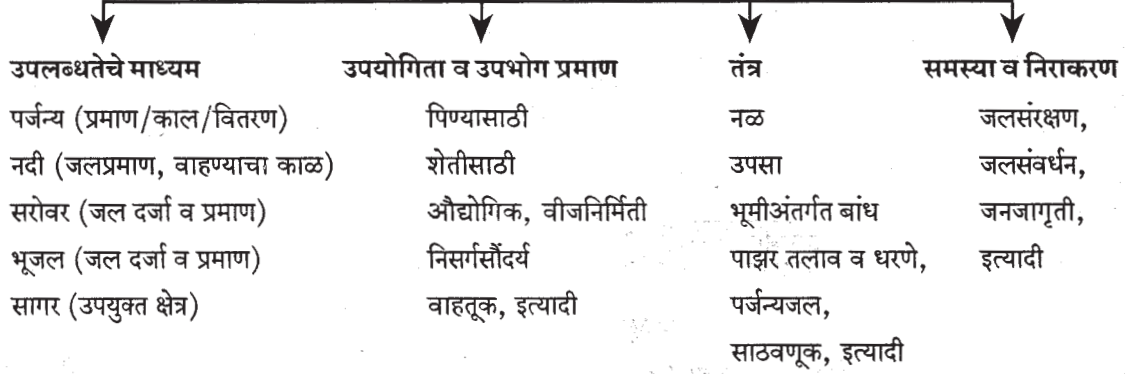 उपलब्धतेचे माध्यम
पर्जन्य (प्रमाण/काल/वितरण)
नदी (जलप्रमाण, वाहण्याचा काळ)
सरोवर (जल दर्जा व प्रमाण)
भूजल (जल दर्जा व प्रमाण)
सागर (उपयुक्त क्षेत्र)
उपयोगिता व उपभोग प्रमाण
पिण्यासाठी
शेतीसाठी
औद्योगिक, वीजनिर्मिती
निसर्गसौंदर्य
वाहतूक, इत्यादी
तंत्र
नळ
उपसा
भूमीअंतर्गत बांध
पाझर तलाव व धरणे,
पर्जन्यजल,
साठवणूक, इत्यादी
समस्या व निराकरण
जलसंरक्षण,
जलसंवर्धन,
जनजागृती,
इत्यादी